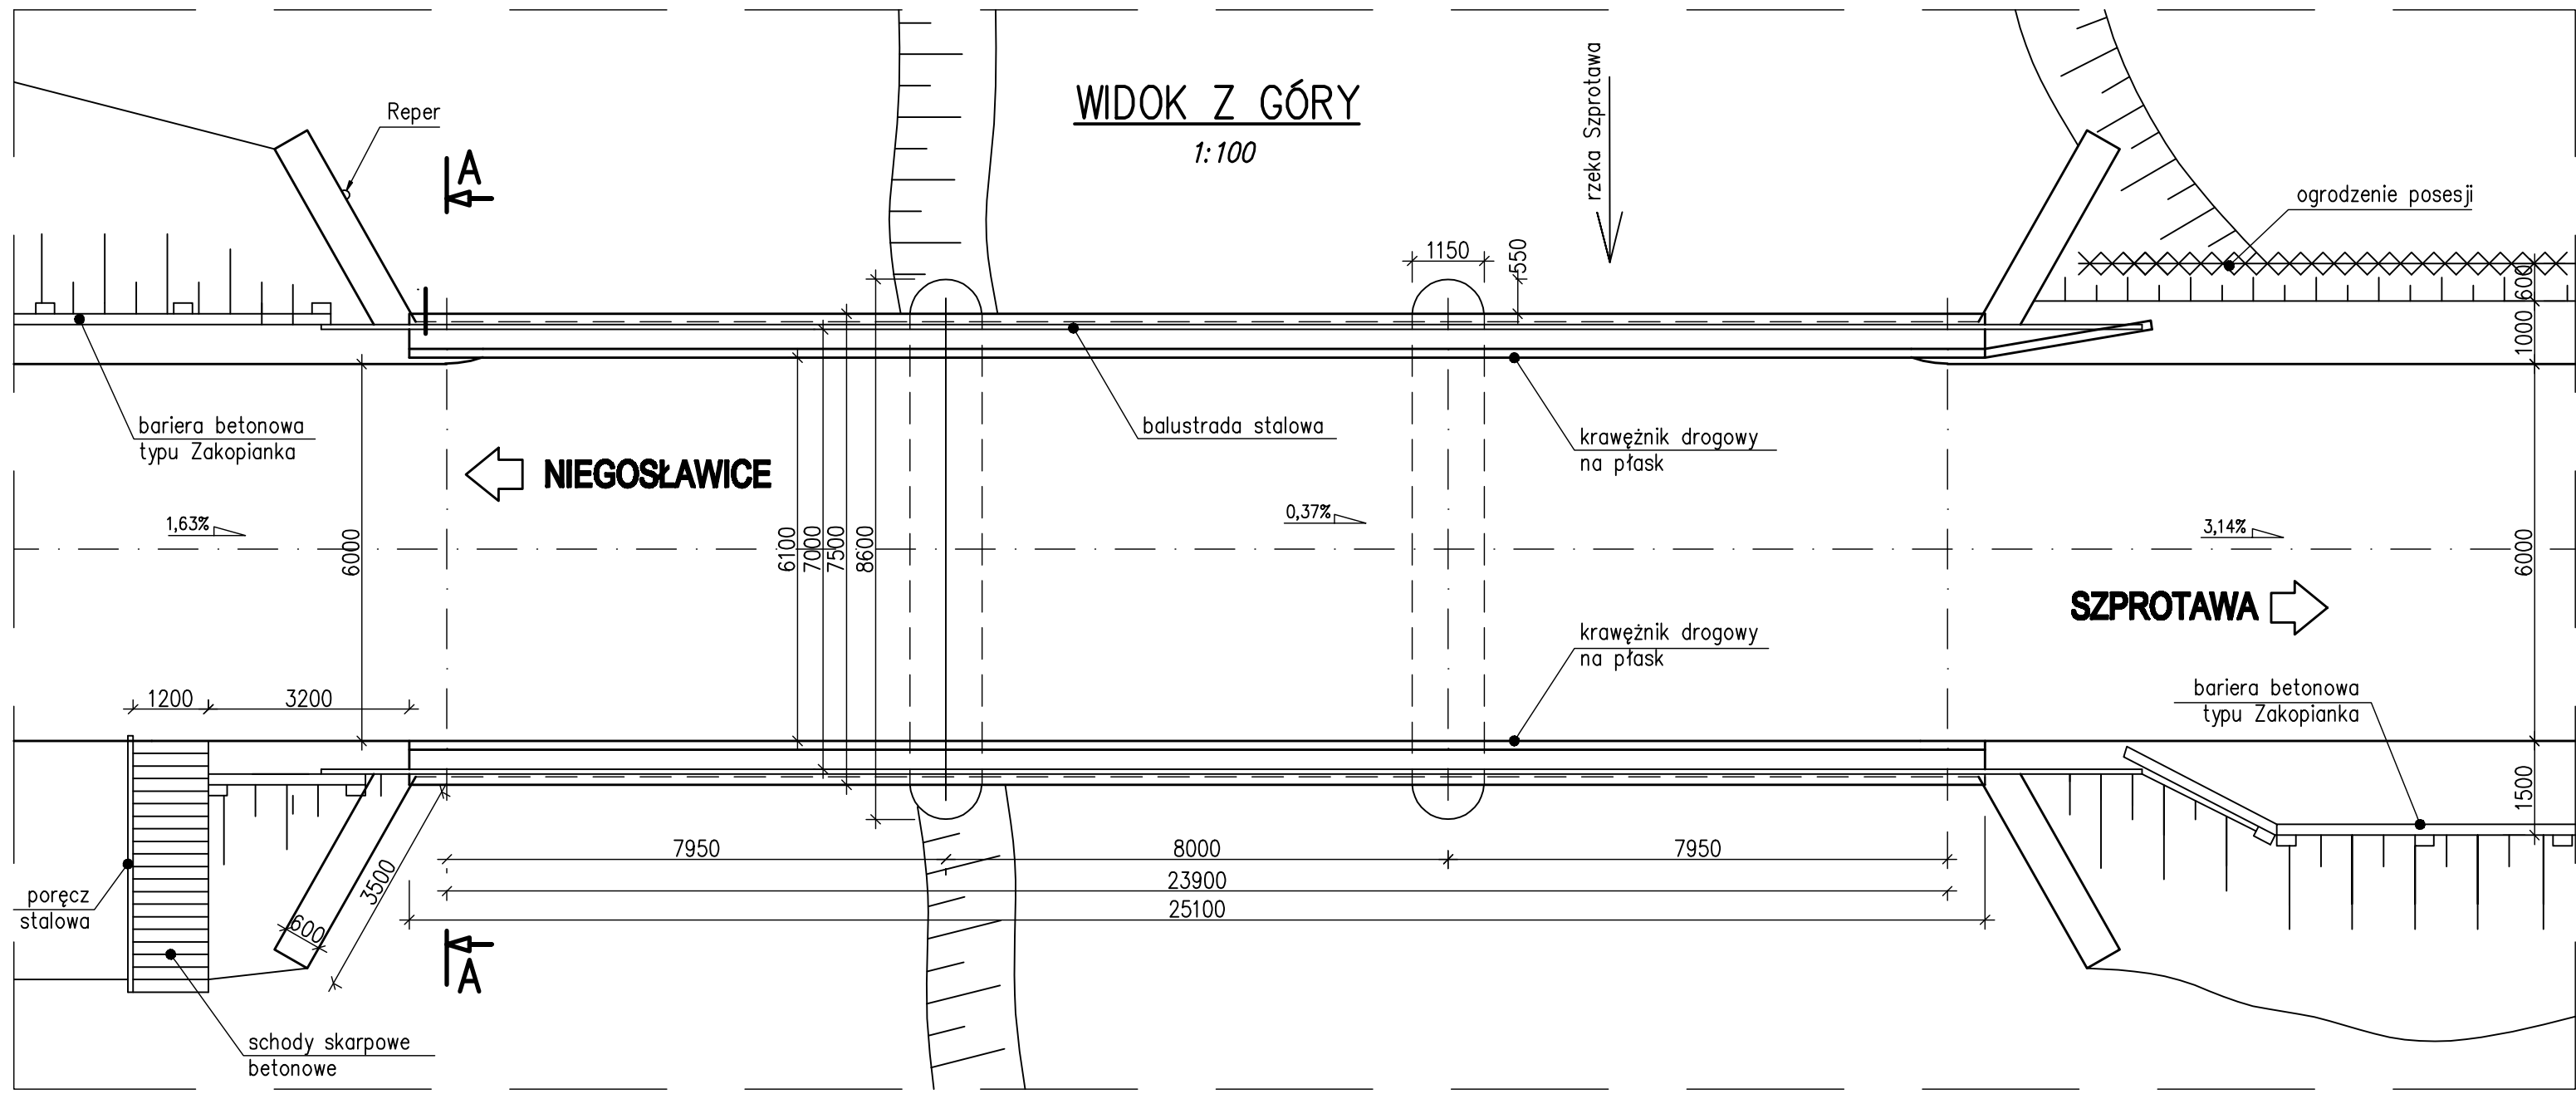 WIDOK Z GÓRY
1:100
rzeka Szprotawa
Reper
A
ogrodzenie posesji
1150
550
600
1000
bariera betonowa
typu Zakopianka
balustrada stalowa
krawężnik drogowy
na płask
NIEGOSŁAWICE
1,63%
0,37%
3,14%
6000
6100
7000
7500
8600
6000
SZPROTAWA
krawężnik drogowy
na płask
1200
3200
bariera betonowa
typu Zakopianka
1500
7950
8000
7950
23900
25100
3500
600
poręcz
stalowa
A
schody skarpowe
betonowe